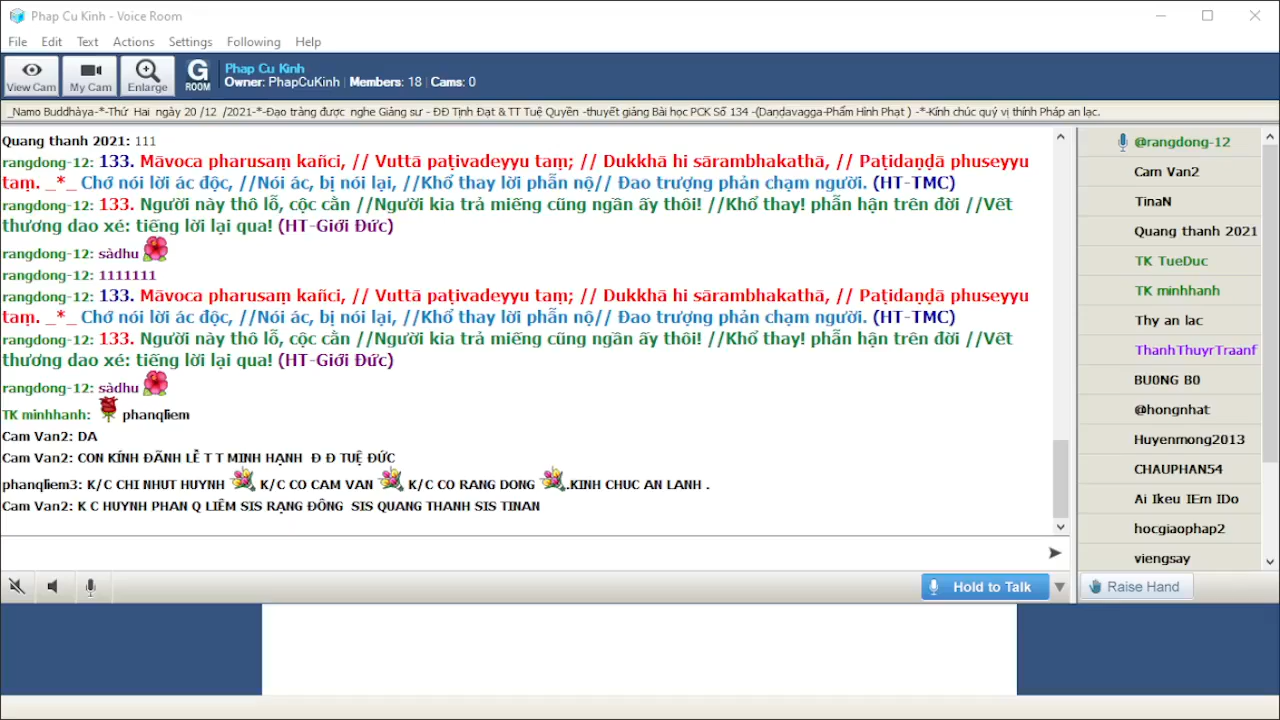 Phap Cu Kinh - Voice Room
File Edit Text Actions Settings Following Help
View Cam My Cam Enlarge G ROOM Phap Cu Kinh
Owner: PhapCuKinh | Members: 18 | Cams: 0
_Namo Buddhàya-*-Thứ Hai ngày 20 /12 /2021-*-Đạo tràng được nghe Giảng sư - ĐĐ Tịnh Đạt & TT Tuệ Quyền -thuyết giảng Bài học PCK Số 134 -(Daṇḍavagga-Phẩm Hình Phạt ) -*-Kính chúc quý vị thính Pháp an lạc.
Quang thanh 2021: 111
rangdong-12: 133. Māvoca pharusaṃ kañci, // Vuttā paṭivadeyyu taṃ; // Dukkhā hi sārambhakathā, // Paṭidaṇḍā phuseyyu
taṃ. _*_ Chớ nói lời ác độc, //Nói ác, bị nói lại, //Khổ thay lời phẫn nộ// Đao trượng phản chạm người. (HT-TMC)
rangdong-12: 133. Người này thô lỗ, cộc cằn //Người kia trả miếng cũng ngần ấy thôi! //Khổ thay! phẫn hận trên đời //Vết
thương dao xé: tiếng lời lại qua! (HT-Giới Đức)
rangdong-12: sàdhu
rangdong-12: 1111111
rangdong-12: 133. Māvoca pharusaṃ kañci, // Vuttā paṭivadeyyu taṃ; // Dukkhā hi sārambhakathā, // Paṭidaṇḍā phuseyyu
taṃ. _*_ Chớ nói lời ác độc, //Nói ác, bị nói lại, //Khổ thay lời phẫn nộ// Đao trượng phản chạm người. (HT-TMC)
rangdong-12: 133. Người này thô lỗ, cộc cằn //Người kia trả miếng cũng ngần ấy thôi! //Khổ thay! phẫn hận trên đời //Vết
thương dao xé: tiếng lời lại qua! (HT-Giới Đức)
rangdong-12: sàdhu
TK minhhanh: phanqliem
Cam Van2: DA
Cam Van2: CON KÍNH ĐÃNH LỄ T T MINH HẠNH Đ Đ TUỆ ĐỨC
phanqliem3: K/C CHI NHUT HUYNH K/C CO CAM VAN K/C CO RANG DONG .KINH CHUC AN LANH .
Cam Van2: K C HUYNH PHAN Q LIÊM SIS RẠNG ĐÔNG SIS QUANG THANH SIS TINAN
Hold to Talk
@rangdong-12
Cam Van2
TinaN
Quang thanh 2021
TK TueDuc
TK minhhanh
Thy an lac
ThanhThuyrTraanf
BU0NG B0
@hongnhat
Huyenmong2013
CHAUPHAN54
Ai Ikeu IErn IDo
hocgiaophap2
viengsay
Raise Hand